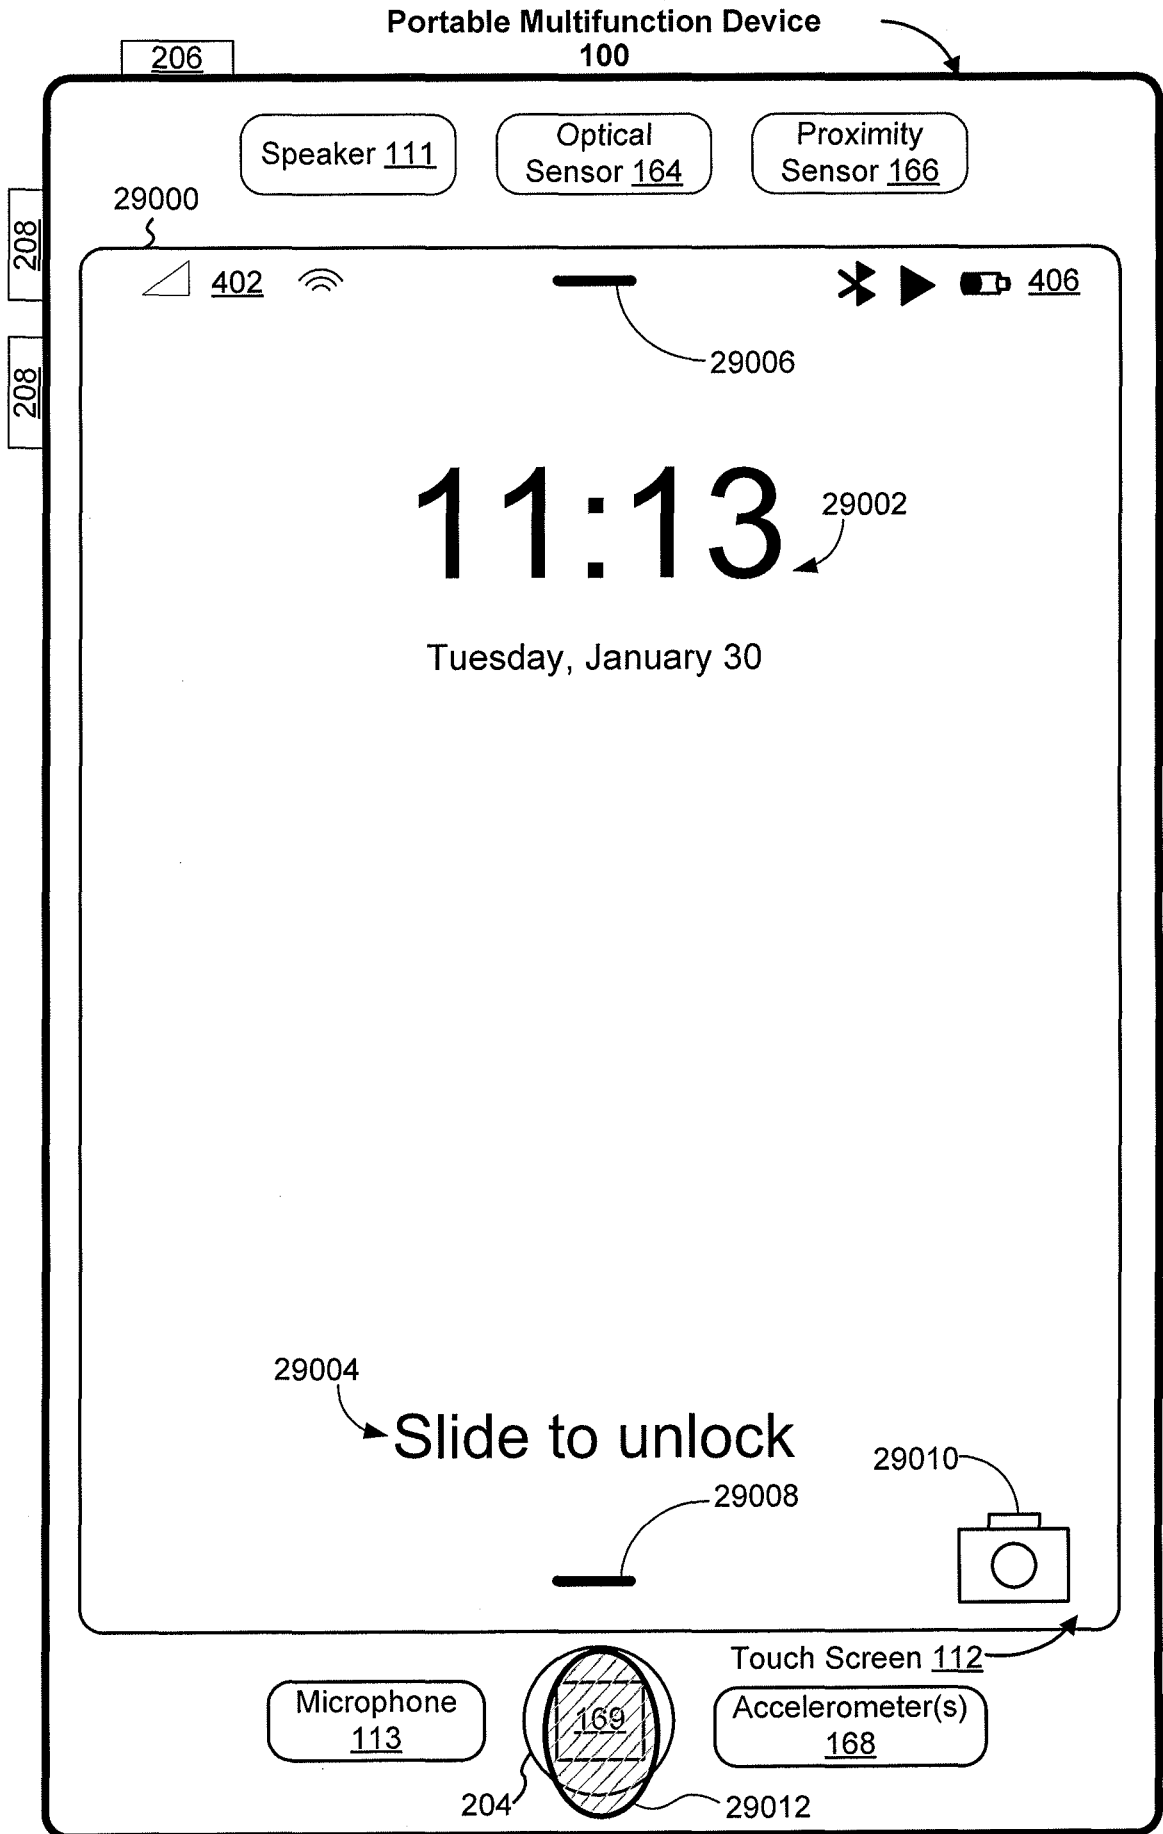 Portable Multifunction Device
100
206
Speaker 111
Optical
Sensor 164
Proximity
Sensor 166
29000
208
402
406
29006
208
11:13
29002
Tuesday, January 30
29004
Slide to unlock
29010
29008
Touch Screen 112
Microphone
113
169
Accelerometer(s)
168
204
29012